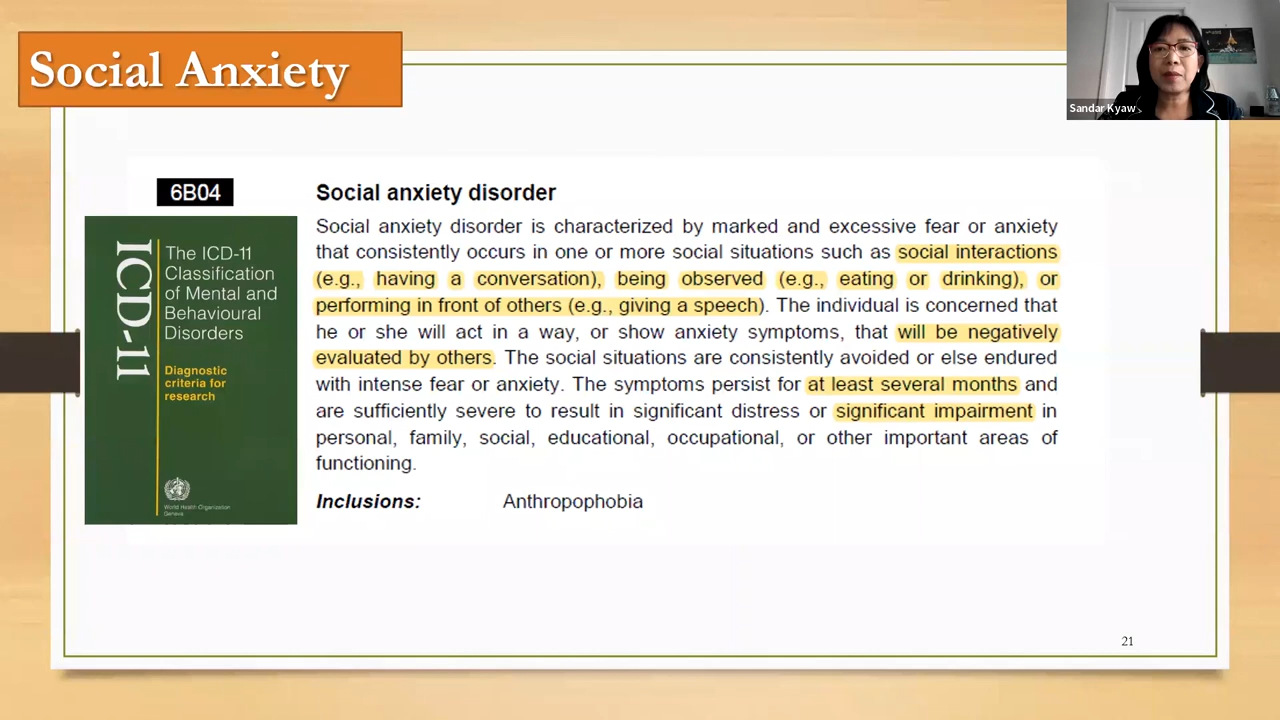 Social Anxiety
Sandar Kyaw
6B04
Social anxiety disorder
ICD-11
The ICD-11
Classification
of Mental and
Behavioural
Disorders
Diagnostic
criteria for
research
World Health Organization
Geneva
Social anxiety disorder is characterized by marked and excessive fear or anxiety
that consistently occurs in one or more social situations such as social interactions
(e.g., having a conversation), being observed (e.g., eating or drinking), or
performing in front of others (e.g., giving a speech). The individual is concerned that
he or she will act in a way, or show anxiety symptoms, that will be negatively
evaluated by others. The social situations are consistently avoided or else endured
with intense fear or anxiety. The symptoms persist for at least several months and
are sufficiently severe to result in significant distress or significant impairment in
personal, family, social, educational, occupational, or other important areas of
functioning.
Inclusions: Anthropophobia
21